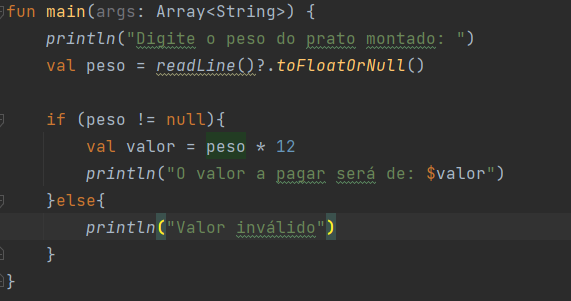 fun main(args: Array<String>) {
    println("Digite o peso do prato montado: ")
    val peso = readLine()?.toFloatOrNull()

    if (peso != null){
        val valor = peso * 12
        println("O valor a pagar será de: $valor")
    }else{
        println("Valor inválido")
    }
}